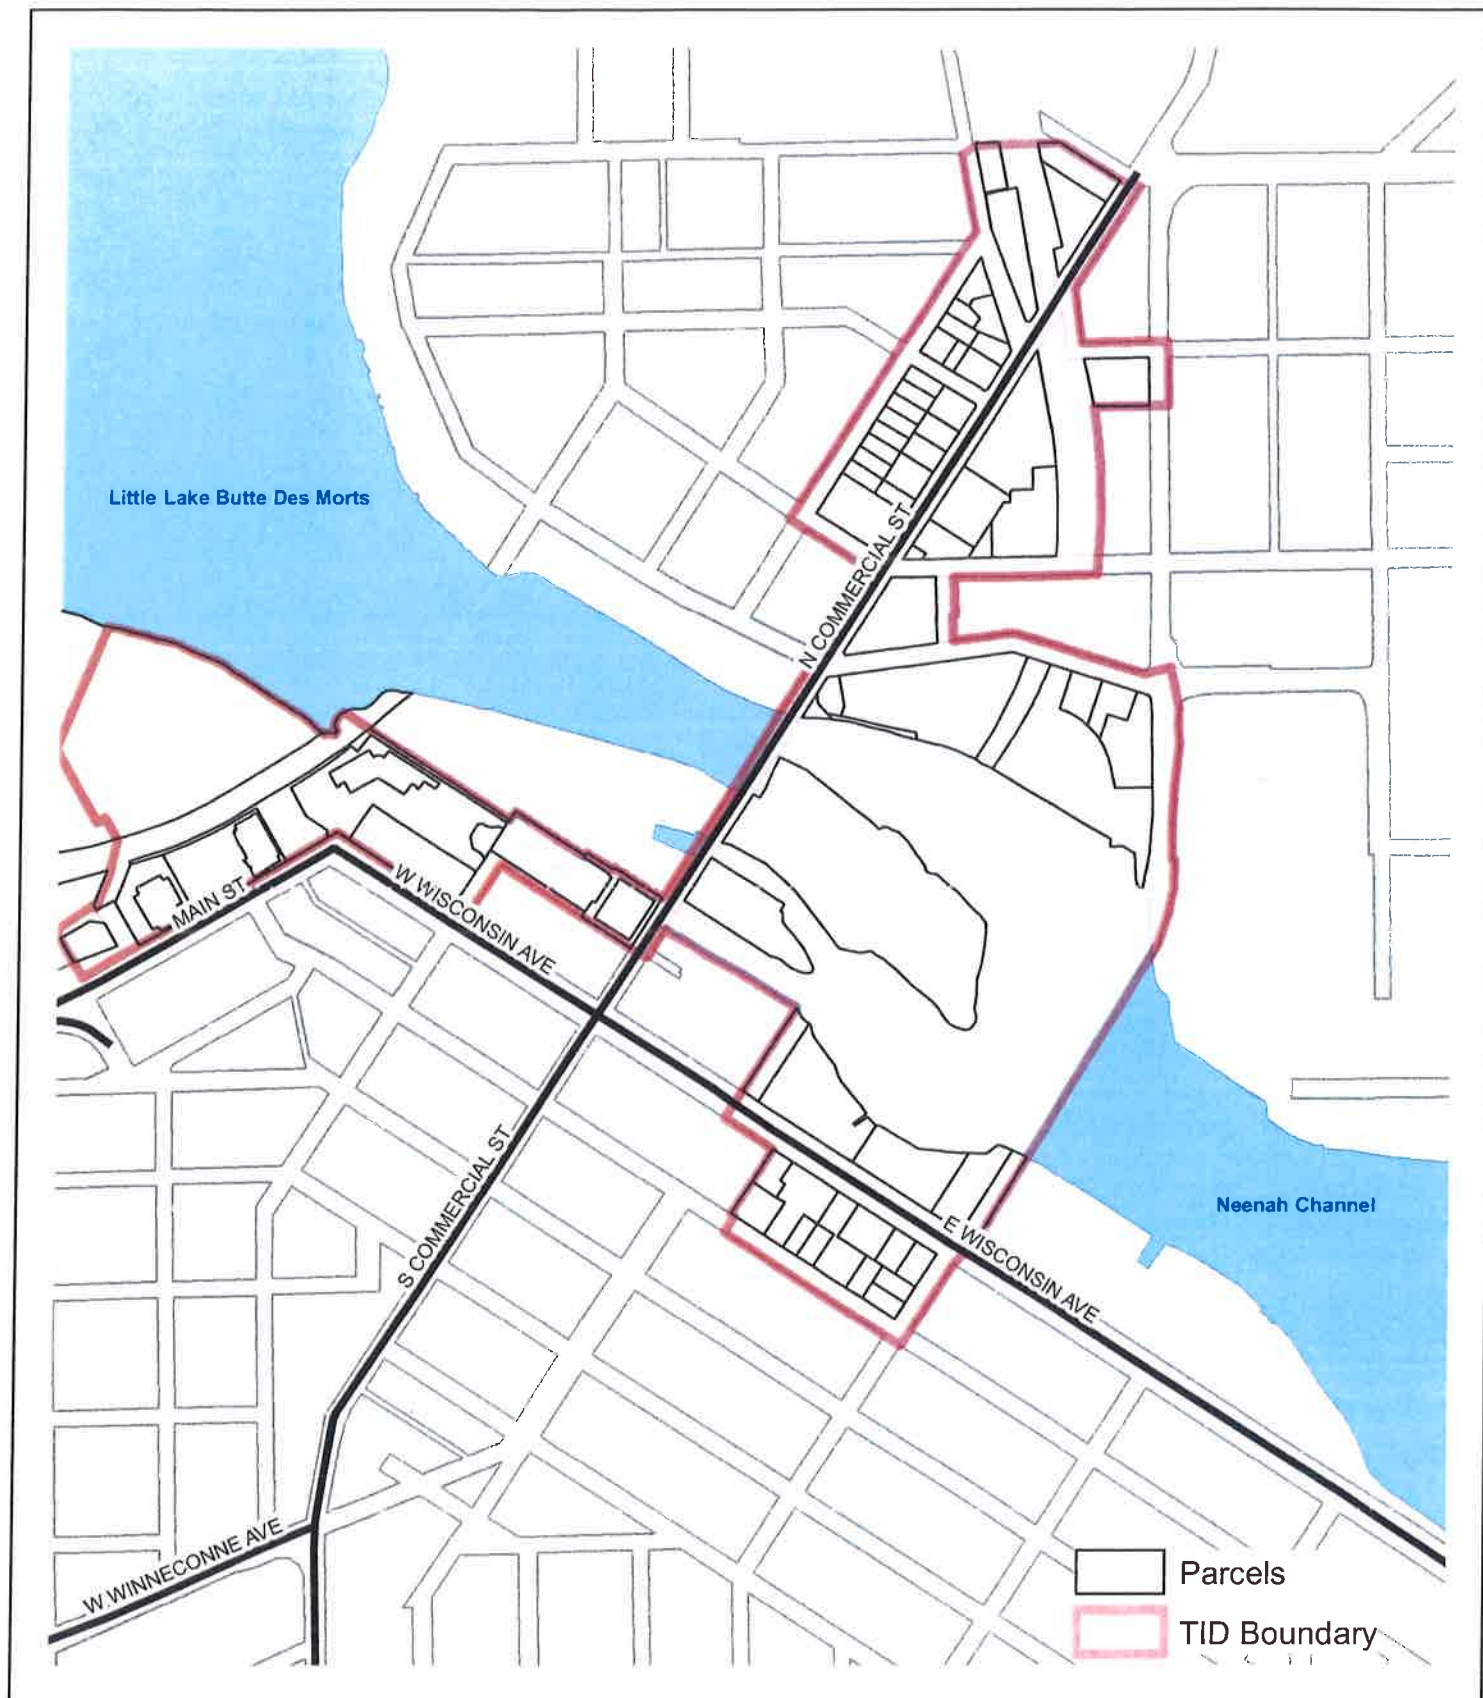 Little Lake Butte Des Morts
N COMMERCIAL ST
MAIN ST
W WISCONSIN AVE
Neenah Channel
S COMMERCIAL ST
E WISCONSIN AVE
W. WINNECONNE AVE
Parcels
TID Boundary